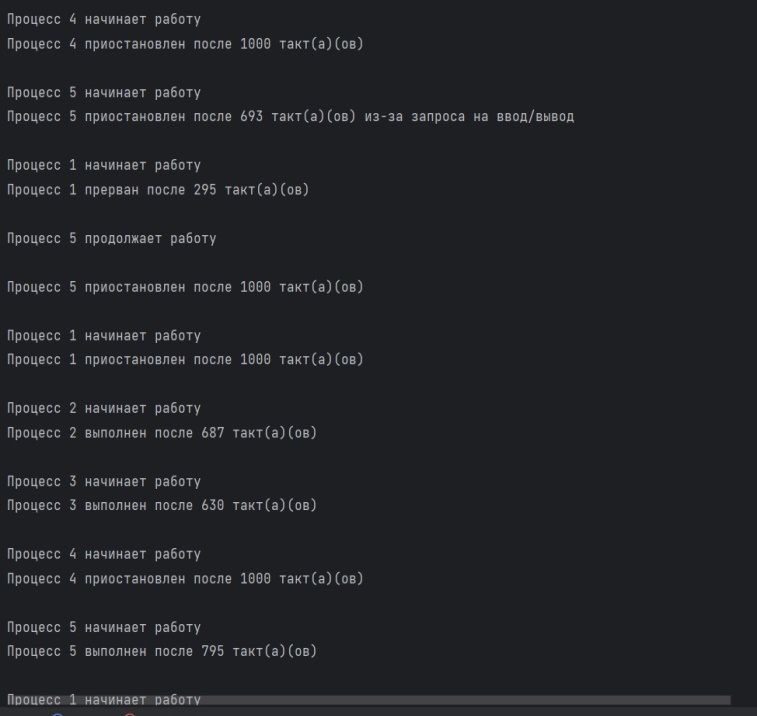 Процесс 4 начинает работу
Процесс 4 приостановлен после 1000 такт(а)(ов)
Процесс 5 начинает работу
Процесс 5 приостановлен после 693 такт(а)(ов) из-за запроса на ввод/вывод
Процесс 1 начинает работу
Процесс 1 прерван после 295 такт(а)(ов)
Процесс 5 продолжает работу
Процесс 5 приостановлен после 1000 такт(а)(ов)
Процесс 1 начинает работу
Процесс 1 приостановлен после 1000 такт(а)(ов)
Процесс 2 начинает работу
Процесс 2 выполнен после 687 такт(а)(ов)
Процесс 3 начинает работу
Процесс 3 выполнен после 630 такт(а)(ов)
Процесс 4 начинает работу
Процесс 4 приостановлен после 1000 такт(а)(ов)
Процесс 5 начинает работу
Процесс 5 выполнен после 795 такт(а)(ов)
Процесс 1 начинает работу